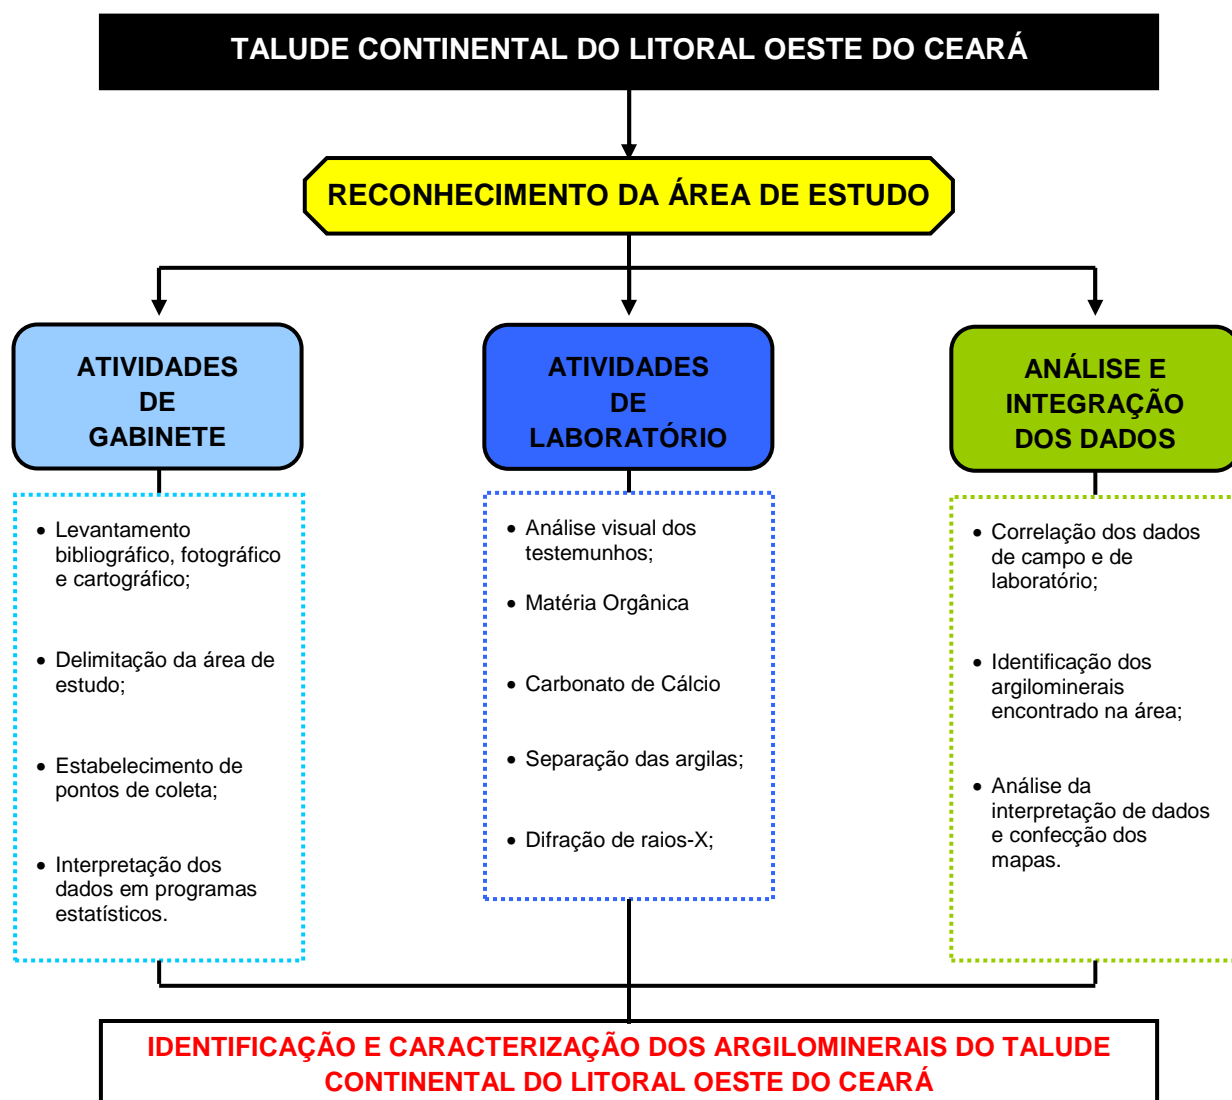 TALUDE CONTINENTAL DO LITORAL OESTE DO CEARÁ
RECONHECIMENTO DA ÁREA DE ESTUDO
ATIVIDADES
DE
GABINETE
• Levantamento
bibliográfico, fotográfico
e cartográfico;
• Delimitação da área de
estudo;
• Estabelecimento de
pontos de coleta;
• Interpretação dos
dados em programas
estatísticos.
ATIVIDADES
DE
LABORATÓRIO
• Análise visual dos
testemunhos;
• Matéria Orgânica
• Carbonato de Cálcio
• Separação das argilas;
• Difração de raios-X;
ANÁLISE E
INTEGRAÇÃO
DOS DADOS
• Correlação dos dados
de campo e de
laboratório;
• Identificação dos
argilominerais
encontrado na área;
• Análise da
interpretação de dados
e confecção dos
mapas.
IDENTIFICAÇÃO E CARACTERIZAÇÃO DOS ARGILOMINERAIS DO TALUDE
CONTINENTAL DO LITORAL OESTE DO CEARÁ